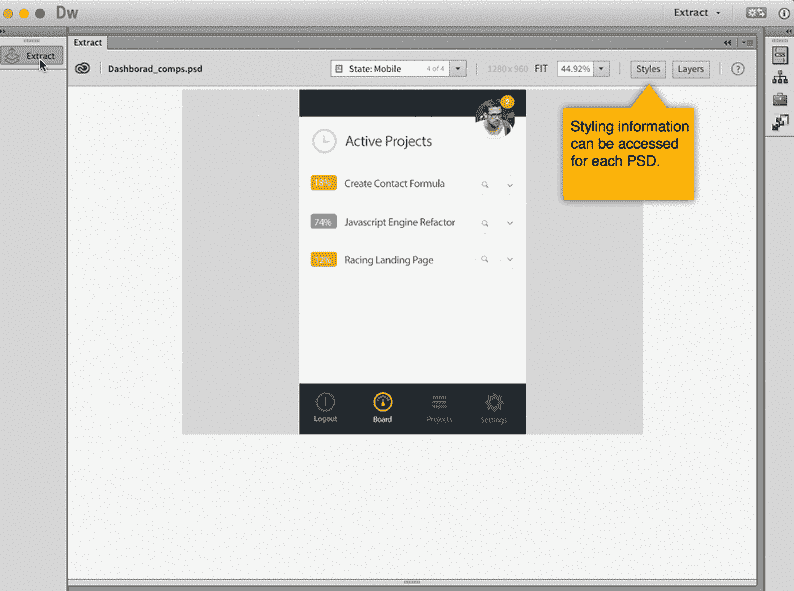 Dw
Extract
Extract
Extract
Dashborad_comps.psd
State: Mobile
4 of 4
1280 x 960
FIT
44.92%
Styles
Layers
?
CSS
Styling information
can be accessed
for each PSD.
2
Active Projects
Create Contact Formula
74%
Javascript Engine Refactor
Racing Landing Page
Logout
Board
Projects
Settings